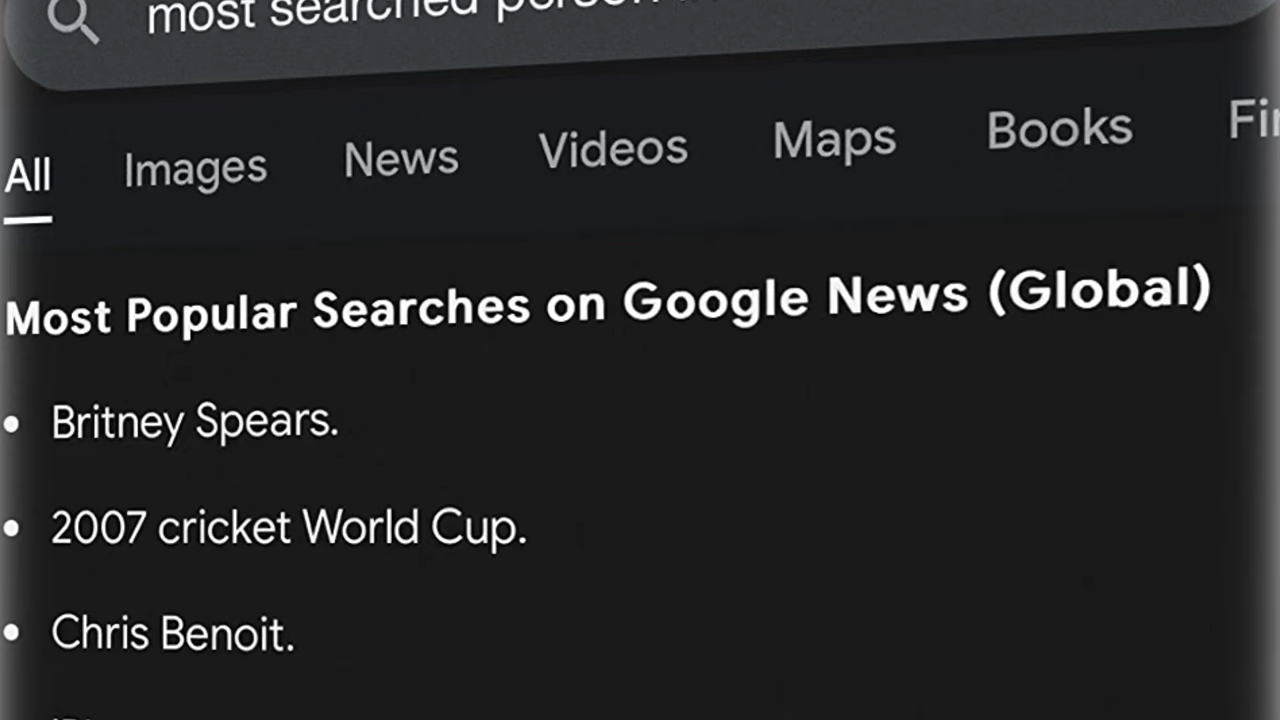 most searched person
All Images News Videos Maps Books
Most Popular Searches on Google News (Global)
• Britney Spears.
• 2007 cricket World Cup.
• Chris Benoit.